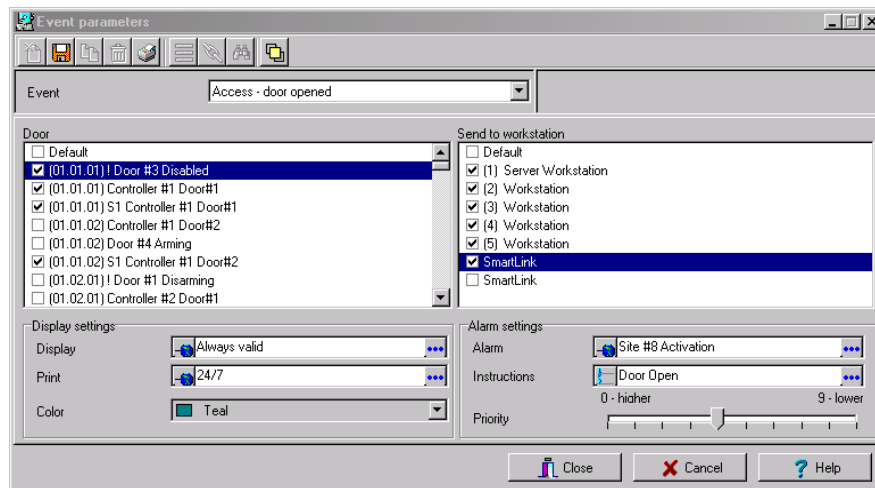 Event parameters
Event
Access - door opened
Door
Default
(01.01.01) ! Door #3 Disabled
(01.01.01) Controller #1 Door#1
(01.01.01) S1 Controller #1 Door#1
(01.01.02) Controller #1 Door#2
(01.01.02) Door #4 Arming
(01.01.02) S1 Controller #1 Door#2
(01.02.01) ! Door #1 Disarming
(01.02.01) Controller #2 Door#1
Send to workstation
Default
(1) Server Workstation
(2) Workstation
(3) Workstation
(4) Workstation
(5) Workstation
SmartLink
SmartLink
Display settings
Display
Always valid
Print
24/7
Color
Teal
Alarm settings
Alarm
Site #8 Activation
Instructions
Door Open
0 - higher 9 - lower
Priority
Close
Cancel
Help